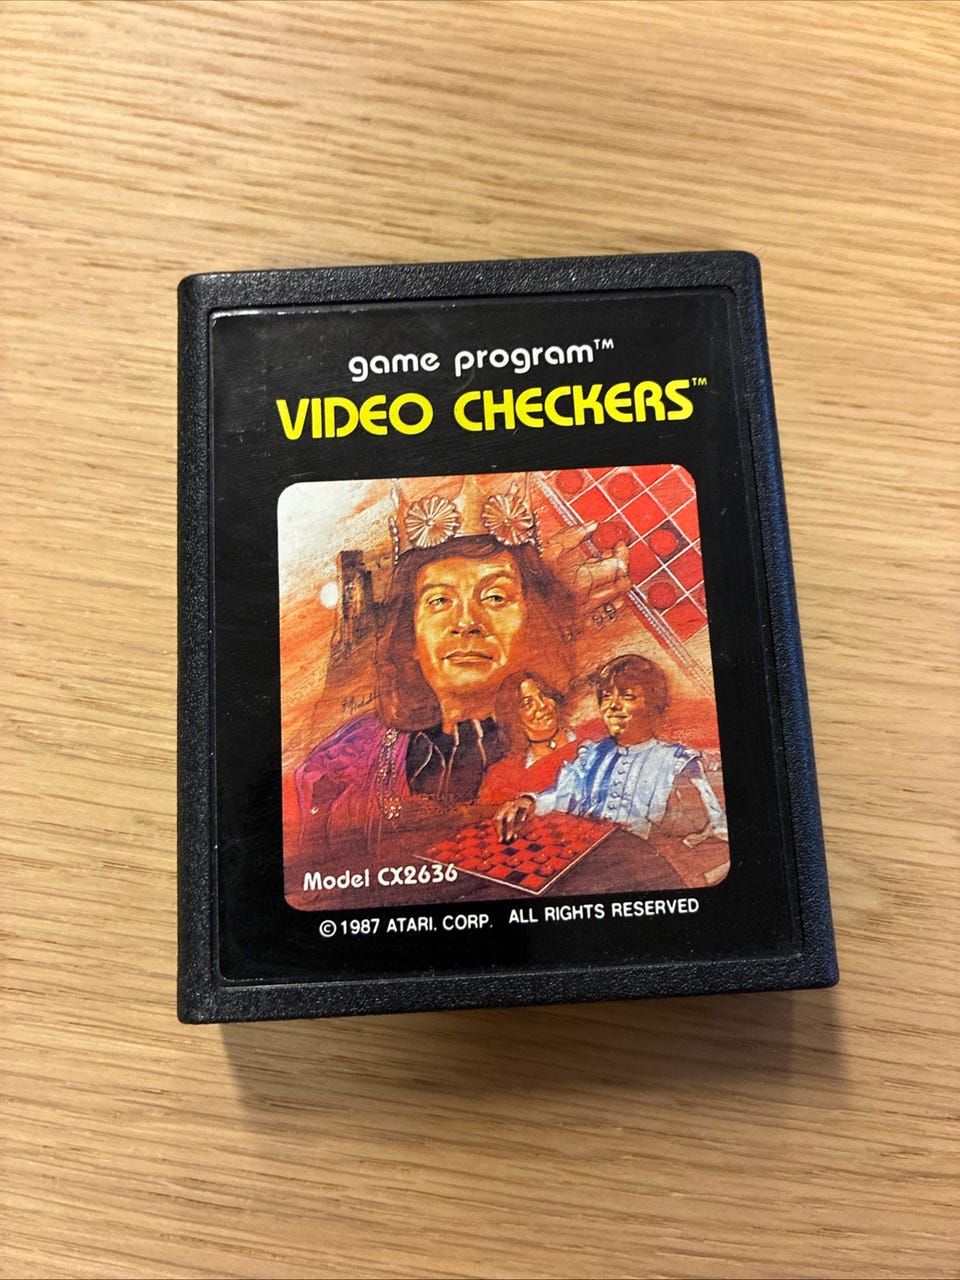 game program™
VIDEO CHECKERS™
Model CX2636
© 1987 ATARI. CORP. ALL RIGHTS RESERVED